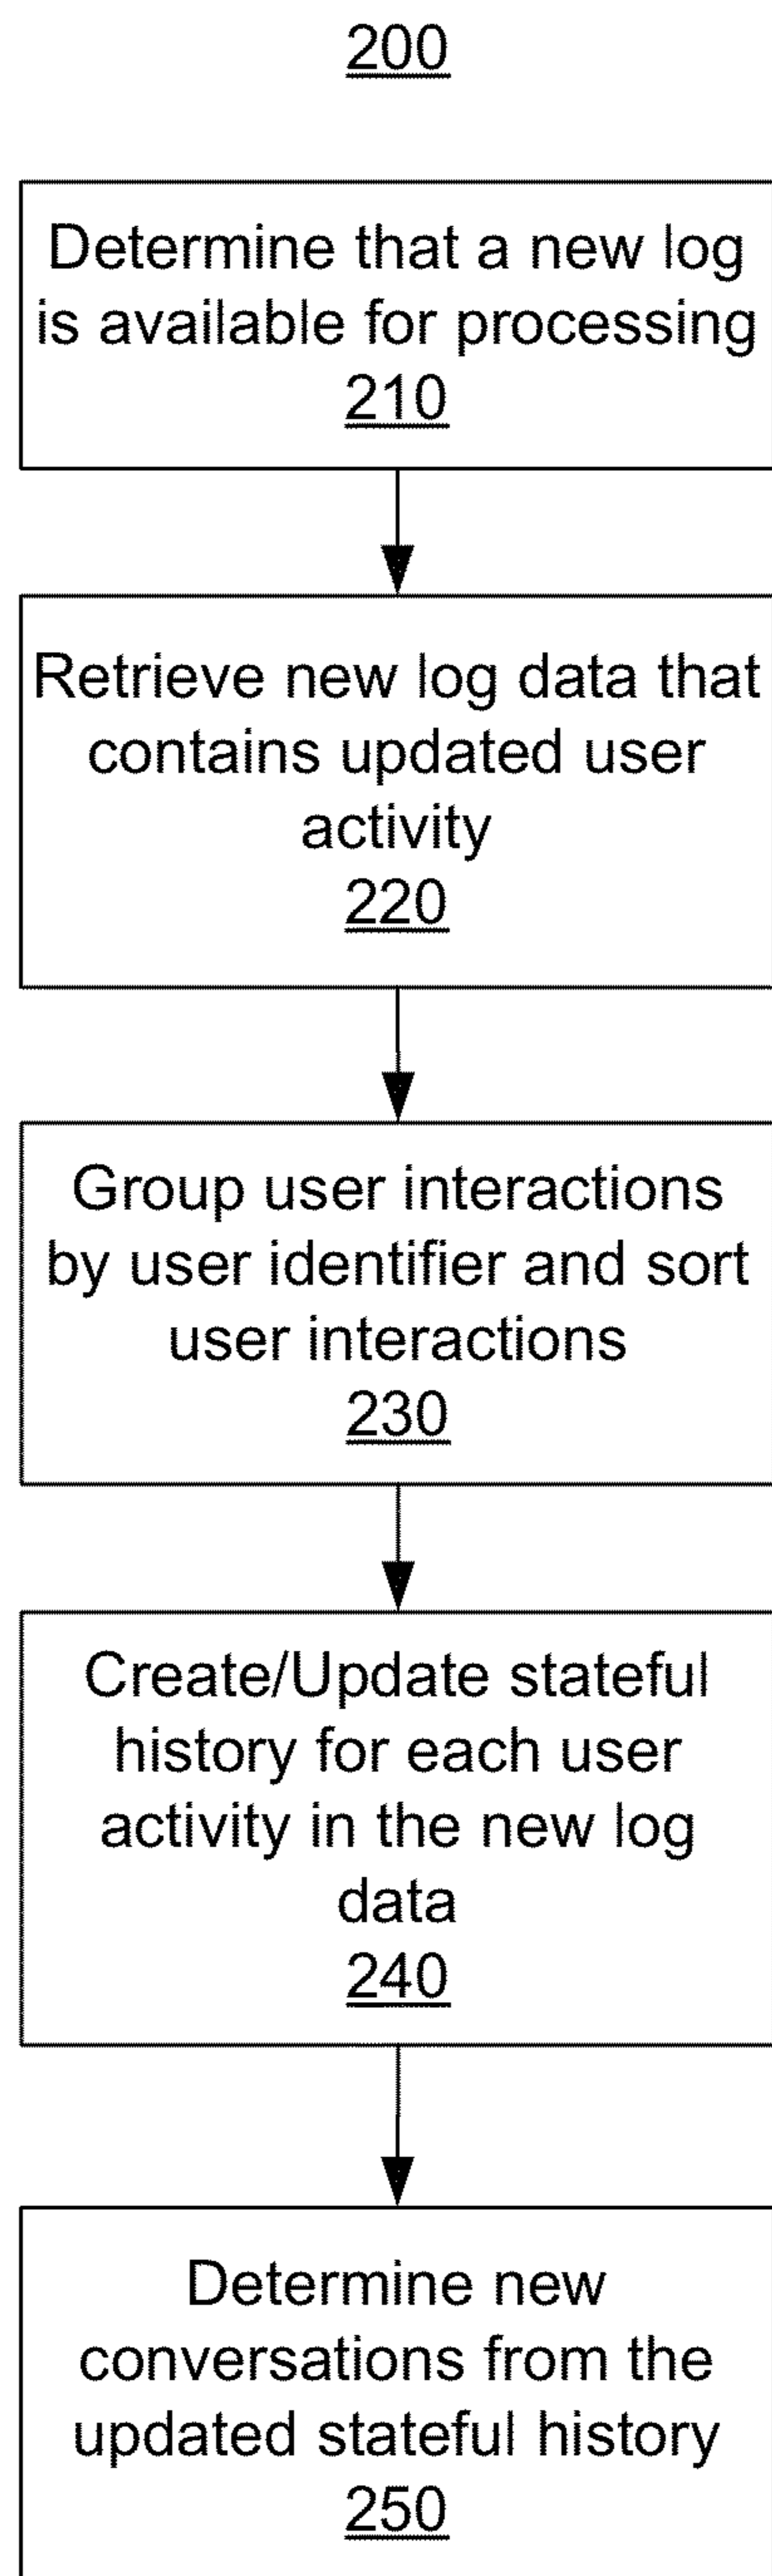 200
Determine that a new log
is available for processing
210
Retrieve new log data that
contains updated user
activity
220
Group user interactions
by user identifier and sort
user interactions
230
Create/Update stateful
history for each user
activity in the new log
data
240
Determine new
conversations from the
updated stateful history
250